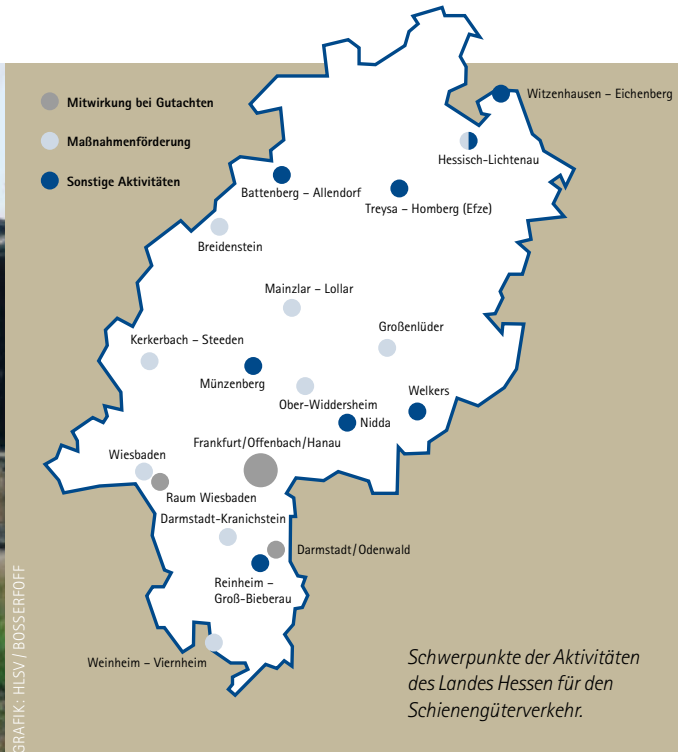 Mitwirkung bei Gutachten
Maßnahmenförderung
Sonstige Aktivitäten
Witzenhausen – Eichenberg
Hessisch-Lichtenau
Battenberg – Allendorf
Treysa – Homberg (Efze)
Breidenstein
Mainzlar – Lollar
Großenlüder
Kerkerbach – Steeden
Münzenberg
Ober-Widdersheim
Welkers
Nidda
Frankfurt/Offenbach/Hanau
Wiesbaden
Raum Wiesbaden
Darmstadt-Kranichstein
Darmstadt/Odenwald
Reinheim –
Groß-Bieberau
Weinheim – Viernheim
Schwerpunkte der Aktivitäten
des Landes Hessen für den
Schienengüterverkehr.
GRAFIK: HLSV / BOSSERFOFF